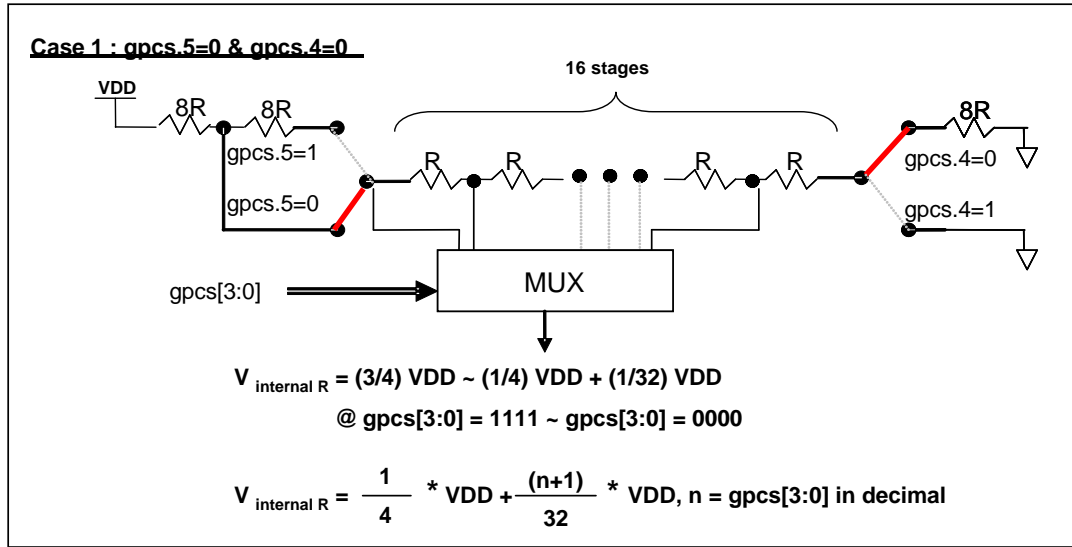 Case 1 : gpcs.5=0 & gpcs.4=0
16 stages
VDD
8R 8R 8R
gpcs.5=1
gpcs.4=0
R R R R
gpcs.5=0
gpcs.4=1
MUX
gpcs[3:0]
V internal R = (3/4) VDD ~ (1/4) VDD + (1/32) VDD
@ gpcs[3:0] = 1111 ~ gpcs[3:0] = 0000
V internal R = 1/4 * VDD + (n+1)/32 * VDD, n = gpcs[3:0] in decimal